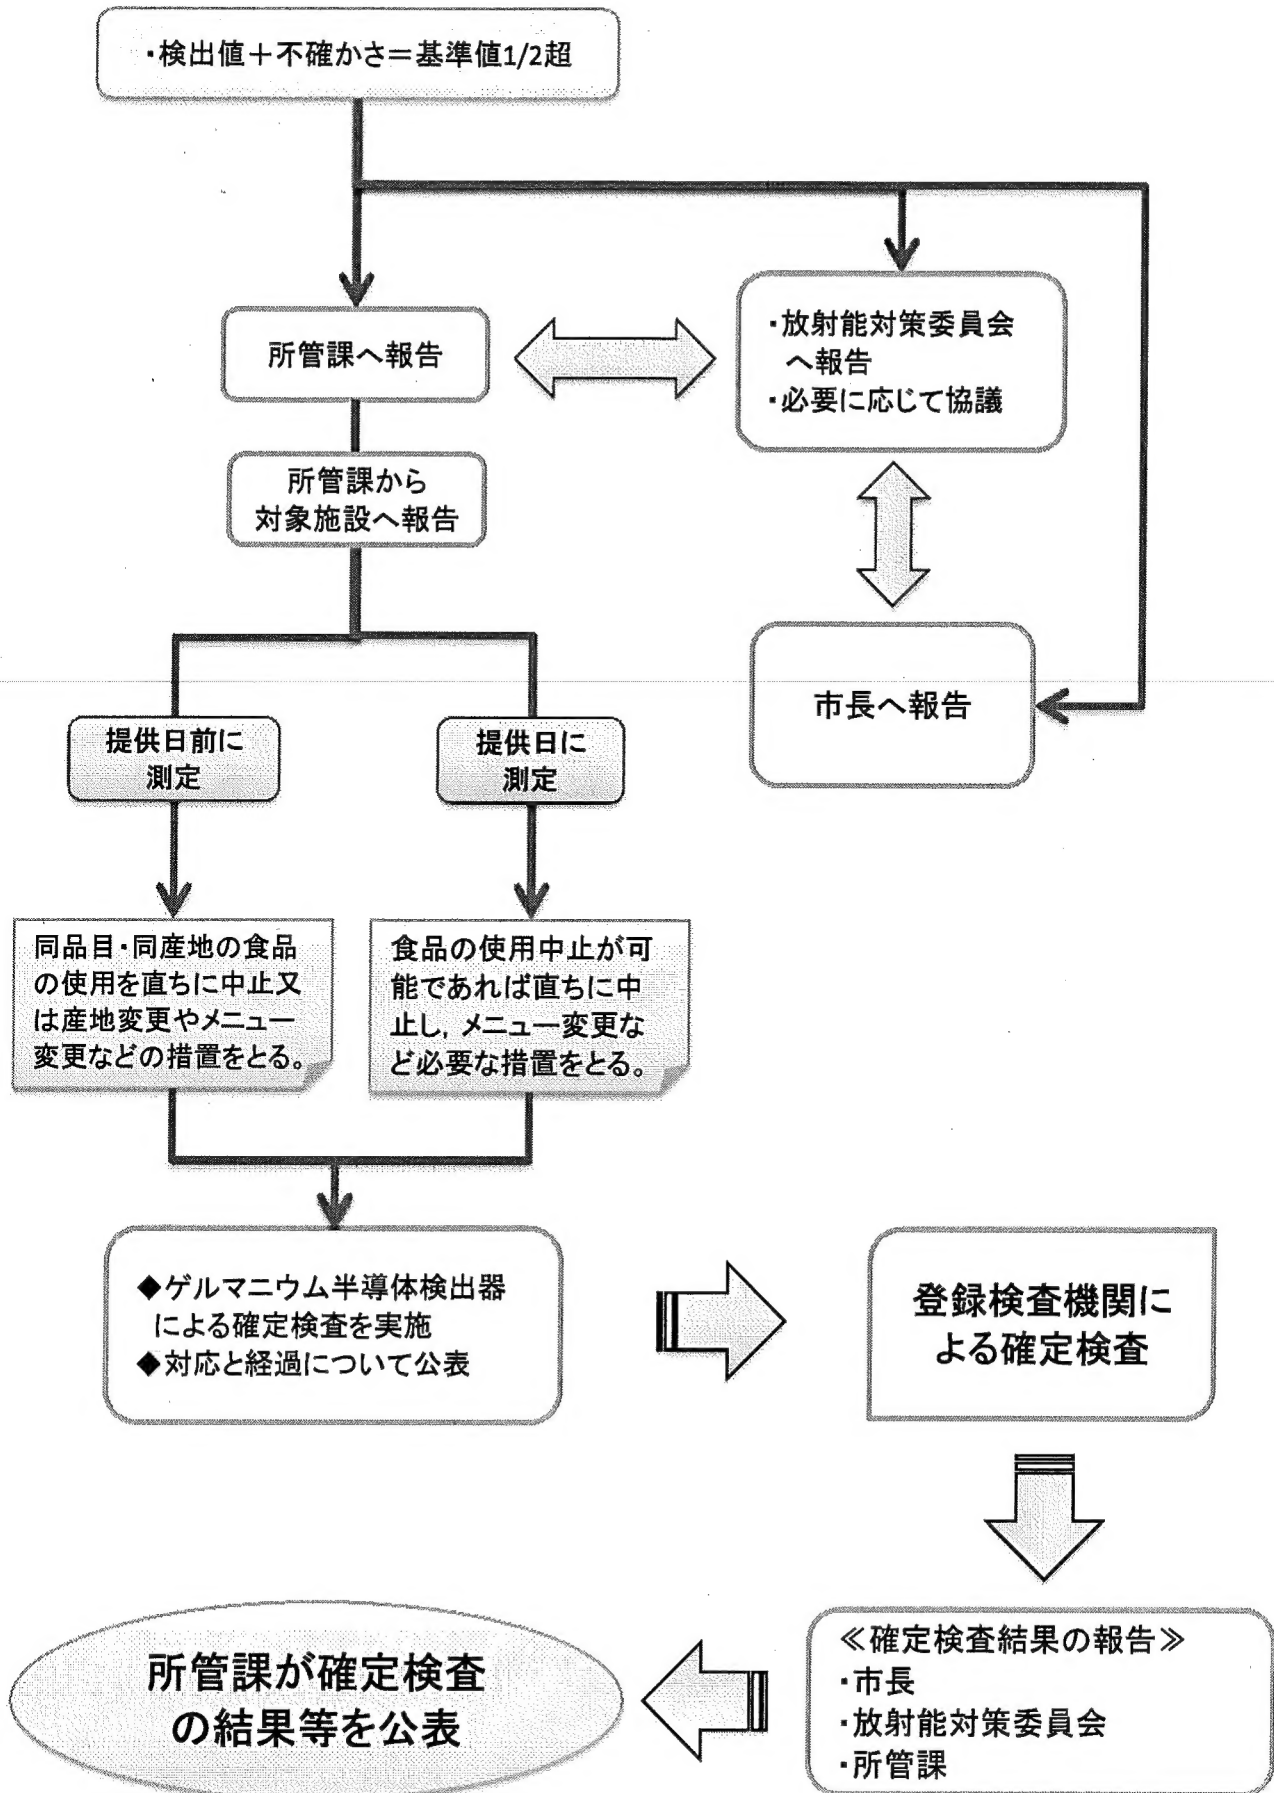 ・検出値＋不確かさ＝基準値1/2超
所管課へ報告
・放射能対策委員会
へ報告
・必要に応じて協議
所管課から
対象施設へ報告
市長へ報告
提供日前に
測定
提供日に
測定
同品目・同産地の食品
の使用を直ちに中止又
は産地変更やメニュー
変更などの措置をとる。
食品の使用中止が可
能であれば直ちに中
止し，メニュー変更な
ど必要な措置をとる。
◆ゲルマニウム半導体検出器
による確定検査を実施
◆対応と経過について公表
登録検査機関に
よる確定検査
≪確定検査結果の報告≫
・市長
・放射能対策委員会
・所管課
所管課が確定検査
の結果等を公表